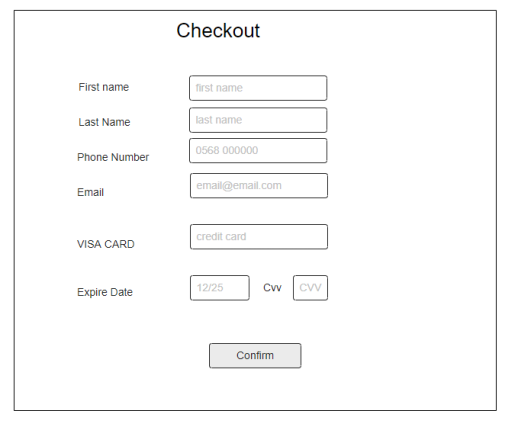 Checkout
First name first name
Last Name last name
Phone Number 0568 000000
Email email@email.com
VISA CARD credit card
Expire Date 12/25 Cvv CVV
Confirm